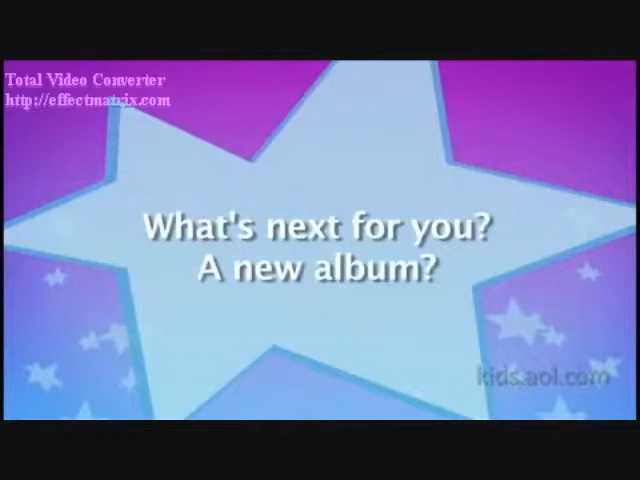 Total Video Converter
http://effectmatrix.com
What's next for you?
A new album?
kids.aol.com